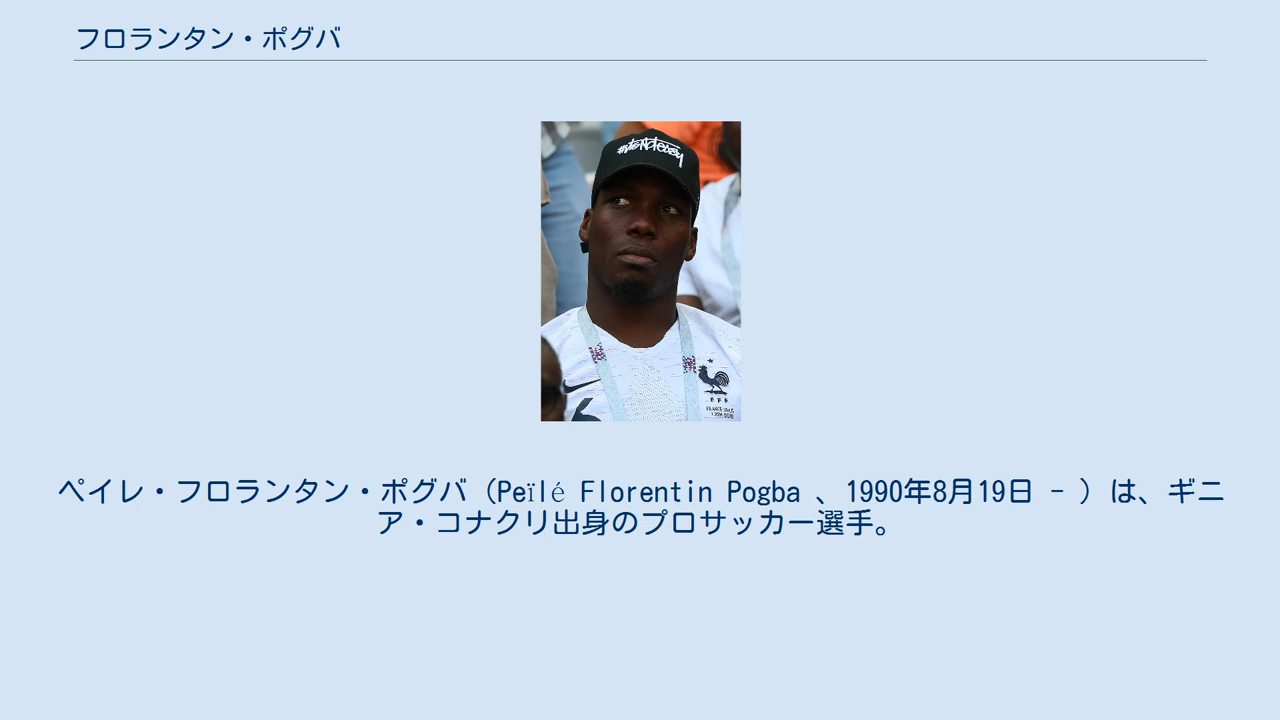 フロランタン・ポグバ
ペイレ・フロランタン・ポグバ（Peïlé Florentin Pogba 、1990年8月19日 - ）は、ギニ
ア・コナクリ出身のプロサッカー選手。